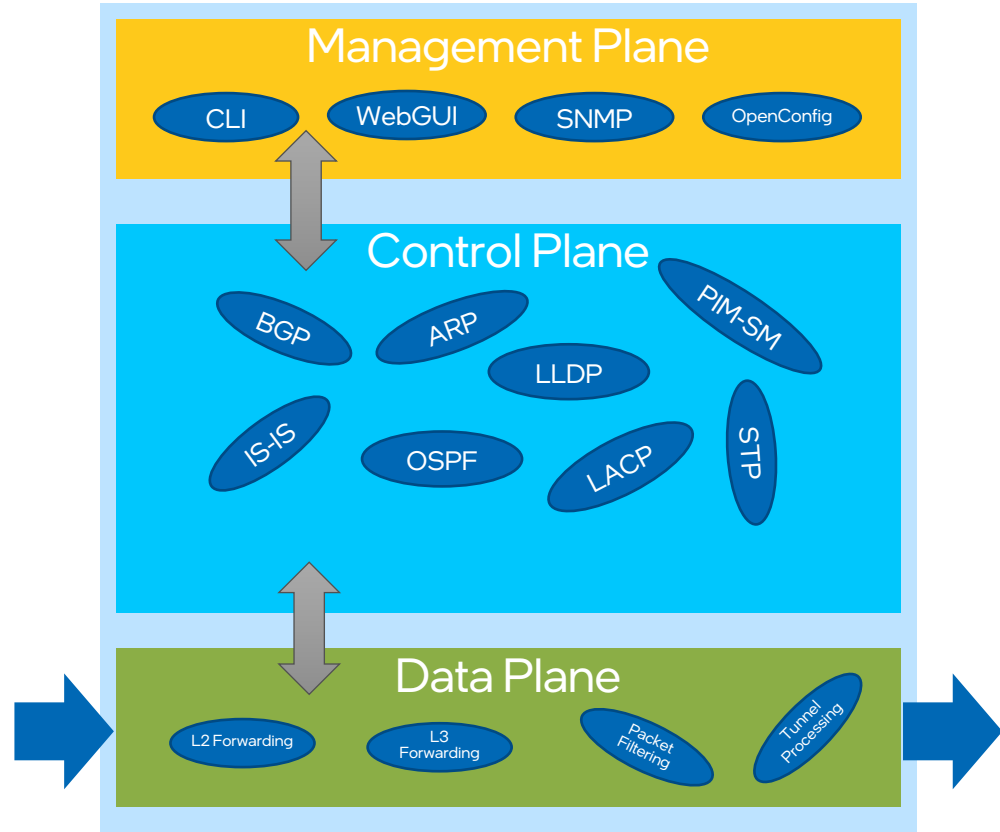 Management Plane
CLI
WebGUI
SNMP
OpenConfig
Control Plane
BGP
ARP
PIM-SM
LLDP
IS-IS
OSPF
LACP
STP
Data Plane
L2 Forwarding
L3
Forwarding
Packet
Filtering
Tunnel
Processing